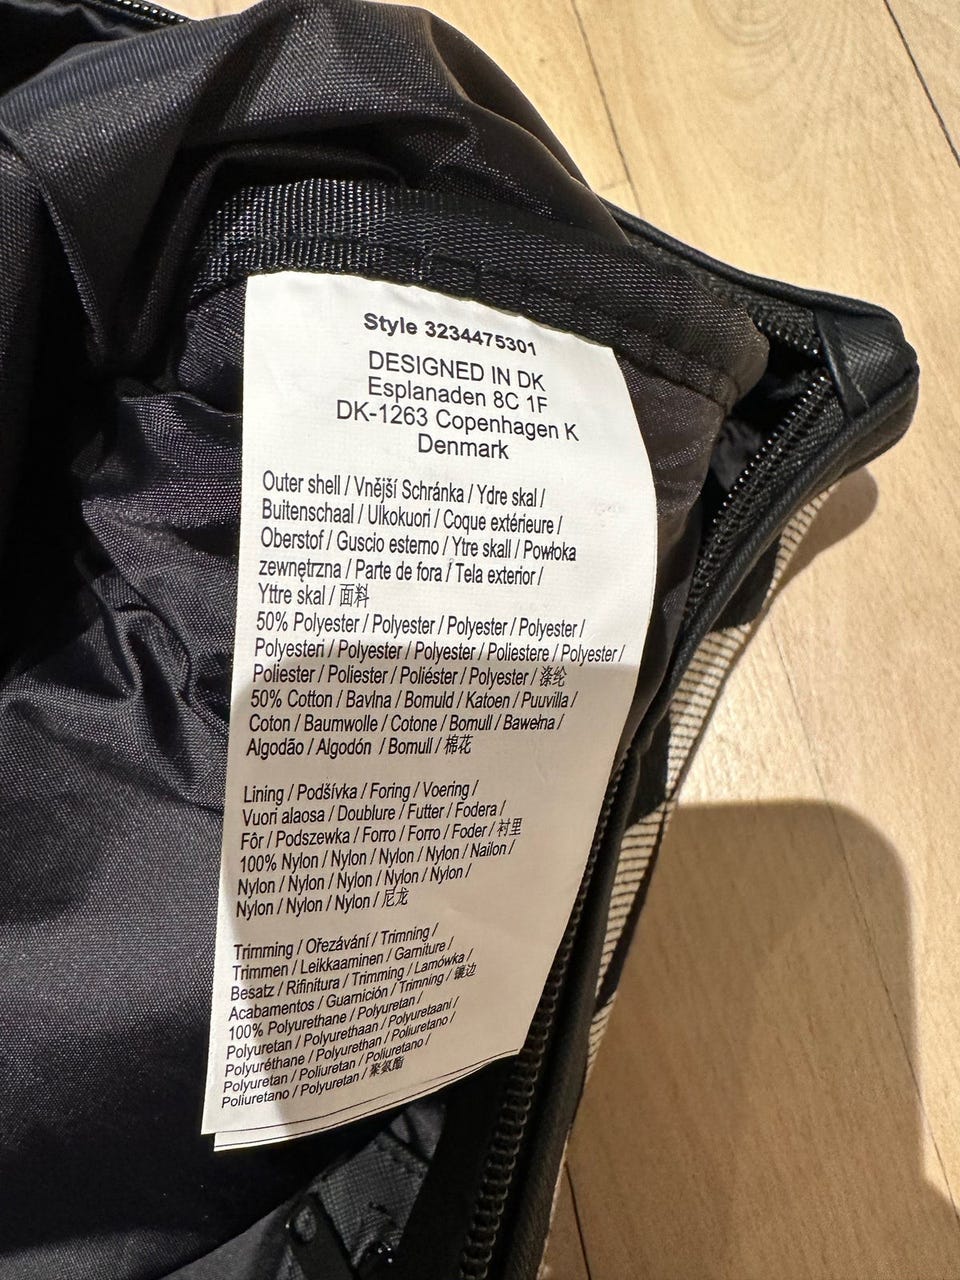 Style 3234475301
DESIGNED IN DK
Esplanaden 8C 1F
DK-1263 Copenhagen K
Denmark
Outer shell / Vnější Schránka / Ydre skal /
Buitenschaal / Ulkokuori / Coque extérieure /
Oberstof / Guscio esterno / Ytre skall / Powłoka
zewnętrzna / Parte de fora / Tela exterior /
Yttre skal / 面料
50% Polyester / Polyester / Polyester / Polyester /
Polyesteri / Polyester / Polyester / Poliestere / Polyester /
Poliester / Poliester / Poliéster / Polyester / 涤纶
50% Cotton / Bavlna / Bomuld / Katoen / Puuvilla /
Coton / Baumwolle / Cotone / Bomull / Bawełna /
Algodão / Algodón / Bomull / 棉花
Lining / Podšívka / Foring / Voering /
Vuori alaosa / Doublure / Futter / Fodera /
Fôr / Podszewka / Forro / Forro / Foder / 衬里
100% Nylon / Nylon / Nylon / Nylon / Nailon /
Nylon / Nylon / Nylon / Nylon / Nylon /
Nylon / Nylon / Nylon / 尼龙
Trimming / Ořezávání / Trimning /
Trimmen / Leikkaaminen / Garniture /
Besatz / Rifinitura / Trimming / Lamówka /
Acabamentos / Guarnición / Trimning / 镶边
100% Polyurethane / Polyuretan /
Polyuretan / Polyurethaan / Polyuretaani /
Polyuréthane / Polyurethan / Poliuretano /
Polyuretan / Poliuretan / Poliuretano /
Poliuretano / Polyuretan / 聚氨酯